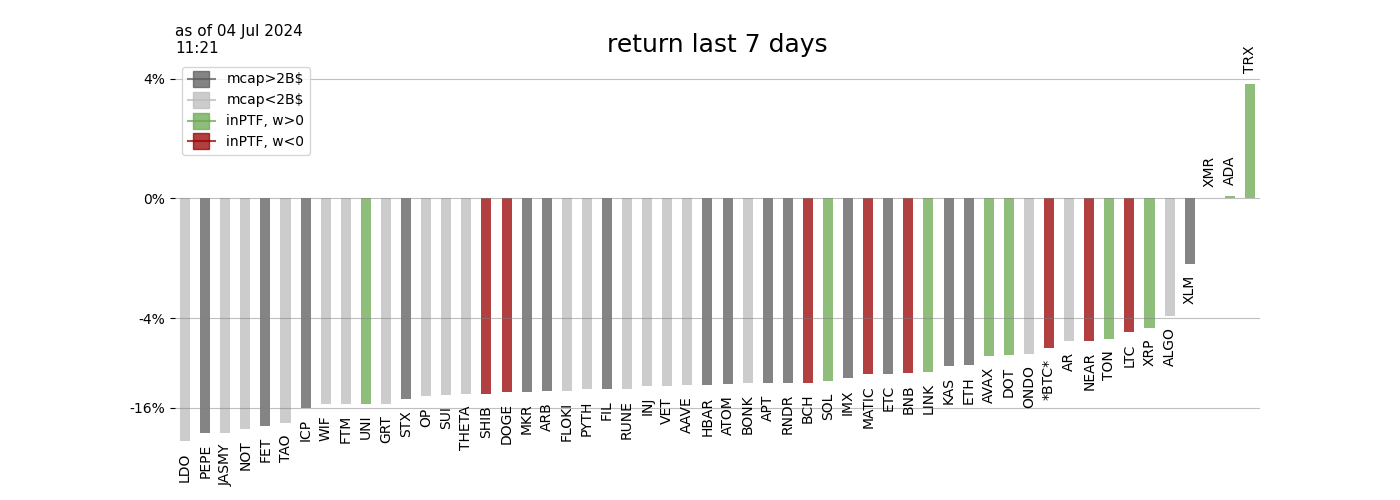 as of 04 Jul 2024
11:21
return last 7 days
mcap>2B$
mcap<2B$
inPTF, w>0
inPTF, w<0
4%
0%
-4%
-16%
LDO
PEPE
JASMY
NOT
FET
TAO
ICP
WIF
FTM
UNI
GRT
STX
OP
SUI
THETA
SHIB
DOGE
MKR
ARB
FLOKI
PYTH
FIL
RUNE
INJ
VET
AAVE
HBAR
ATOM
BONK
APT
RNDR
BCH
SOL
IMX
MATIC
ETC
BNB
LINK
KAS
ETH
AVAX
DOT
ONDO
*BTC*
AR
NEAR
TON
LTC
XRP
ALGO
XLM
XMR
ADA
TRX